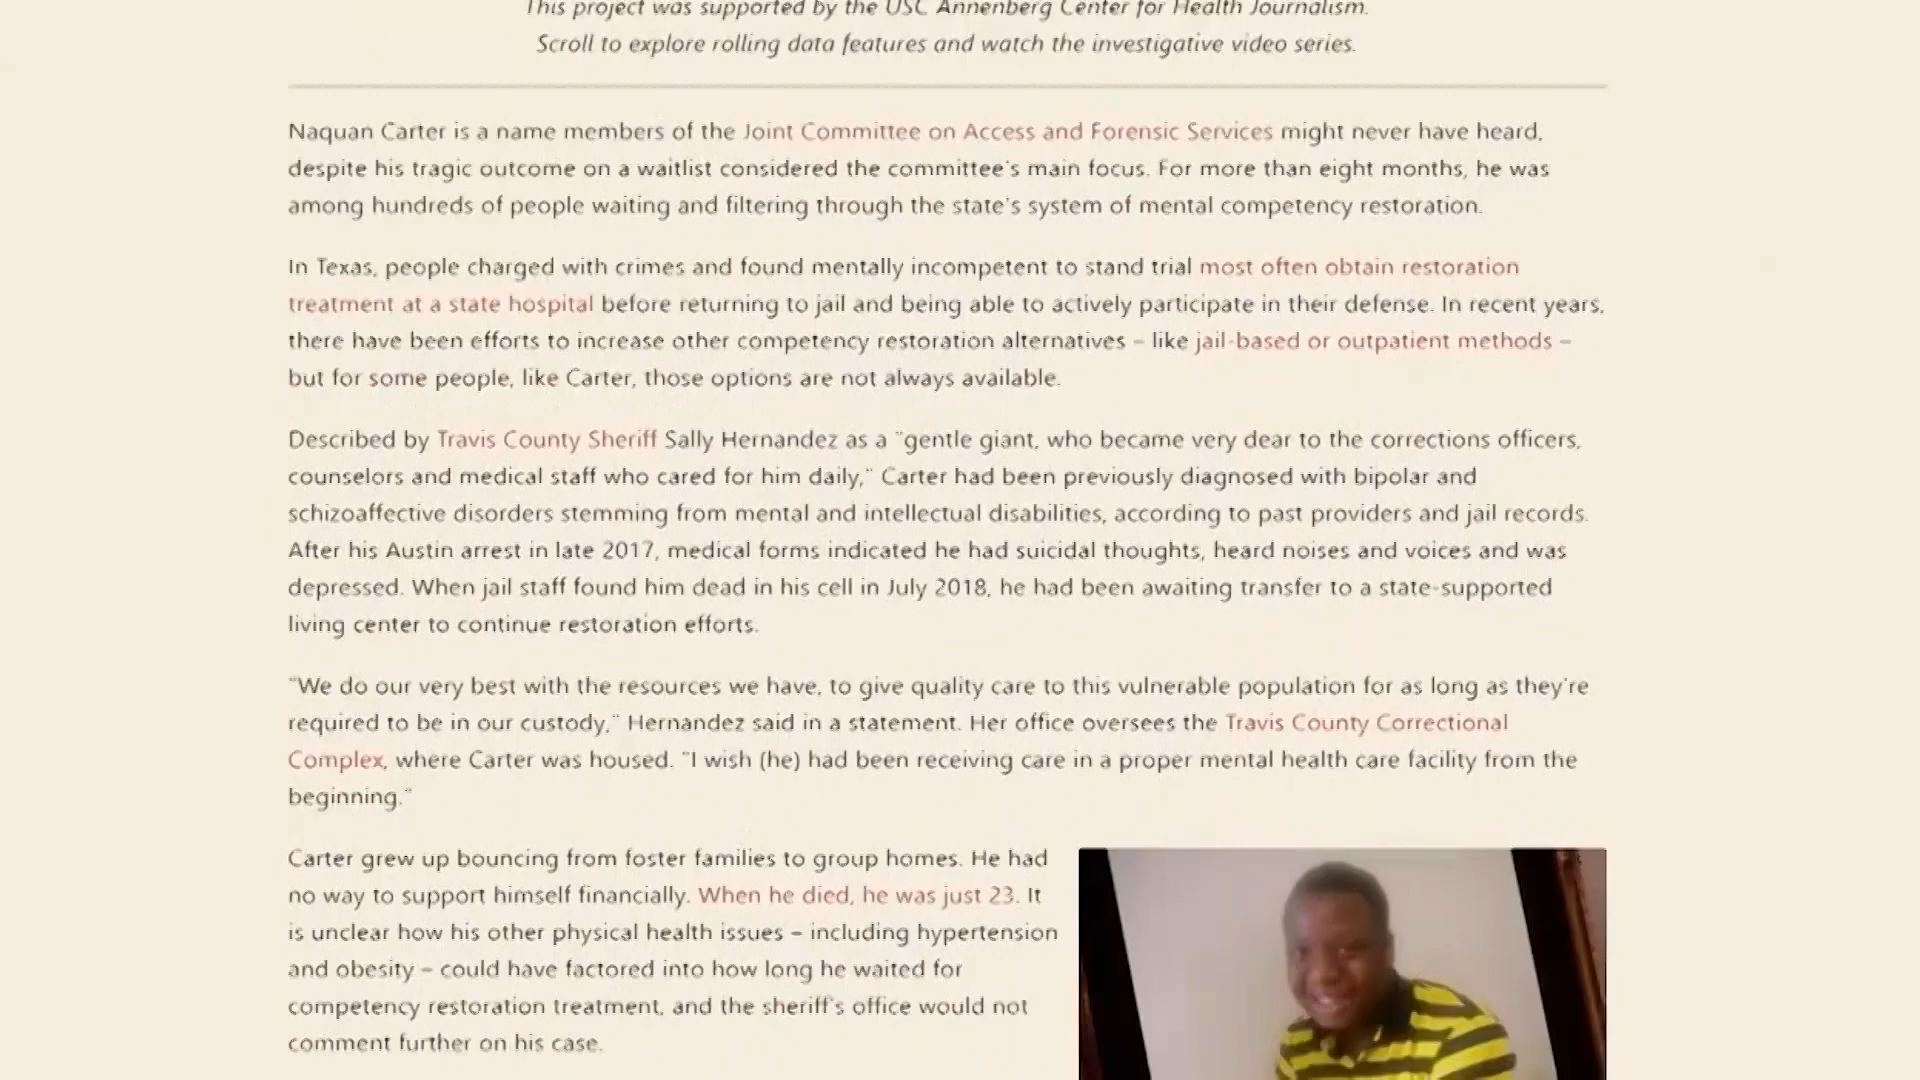 This project was supported by the USC Annenberg Center for Health Journalism.
Scroll to explore rolling data features and watch the investigative video series.
Naquan Carter is a name members of the Joint Committee on Access and Forensic Services might never have heard,
despite his tragic outcome on a waitlist considered the committee's main focus. For more than eight months, he was
among hundreds of people waiting and filtering through the state's system of mental competency restoration.
In Texas, people charged with crimes and found mentally incompetent to stand trial most often obtain restoration
treatment at a state hospital before returning to jail and being able to actively participate in their defense. In recent years,
there have been efforts to increase other competency restoration alternatives – like jail-based or outpatient methods –
but for some people, like Carter, those options are not always available.
Described by Travis County Sheriff Sally Hernandez as a "gentle giant, who became very dear to the corrections officers,
counselors and medical staff who cared for him daily," Carter had been previously diagnosed with bipolar and
schizoaffective disorders stemming from mental and intellectual disabilities, according to past providers and jail records.
After his Austin arrest in late 2017, medical forms indicated he had suicidal thoughts, heard noises and voices and was
depressed. When jail staff found him dead in his cell in July 2018, he had been awaiting transfer to a state-supported
living center to continue restoration efforts.
"We do our very best with the resources we have, to give quality care to this vulnerable population for as long as they're
required to be in our custody," Hernandez said in a statement. Her office oversees the Travis County Correctional
Complex, where Carter was housed. "I wish (he) had been receiving care in a proper mental health care facility from the
beginning."
Carter grew up bouncing from foster families to group homes. He had
no way to support himself financially. When he died, he was just 23. It
is unclear how his other physical health issues – including hypertension
and obesity – could have factored into how long he waited for
competency restoration treatment, and the sheriff's office would not
comment further on his case.